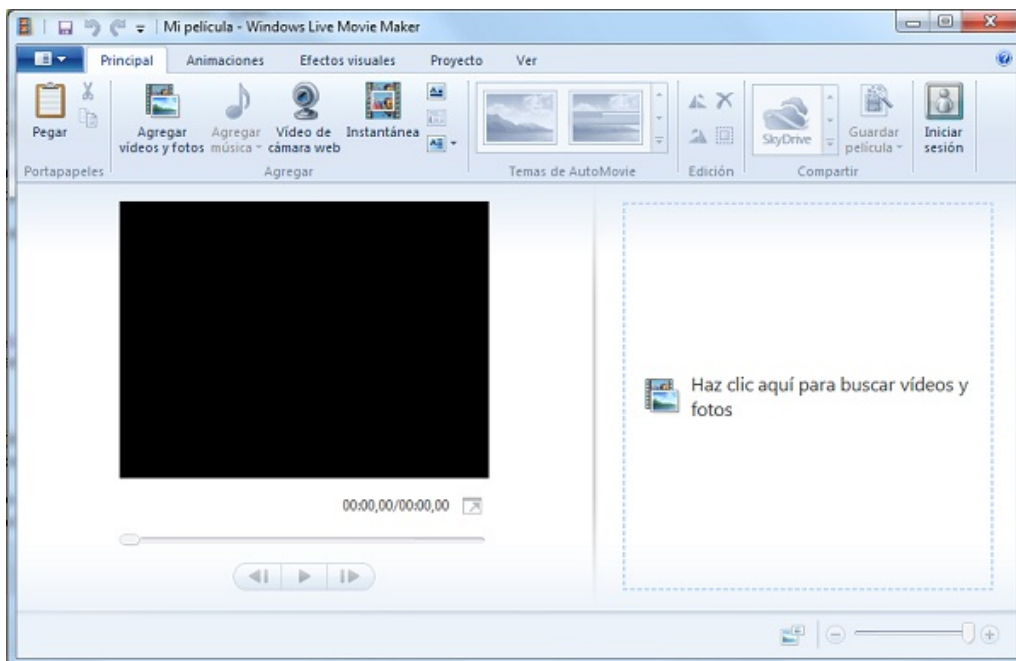 Mi película - Windows Live Movie Maker
Principal Animaciones Efectos visuales Proyecto Ver
Pegar
Agregar vídeos y fotos
Agregar música
Vídeo de cámara web
Instantánea
SkyDrive
Guardar película
Iniciar sesión
Portapapeles Agregar Temas de AutoMovie Edición Compartir
Haz clic aquí para buscar vídeos y
fotos
00:00,00/00:00,00